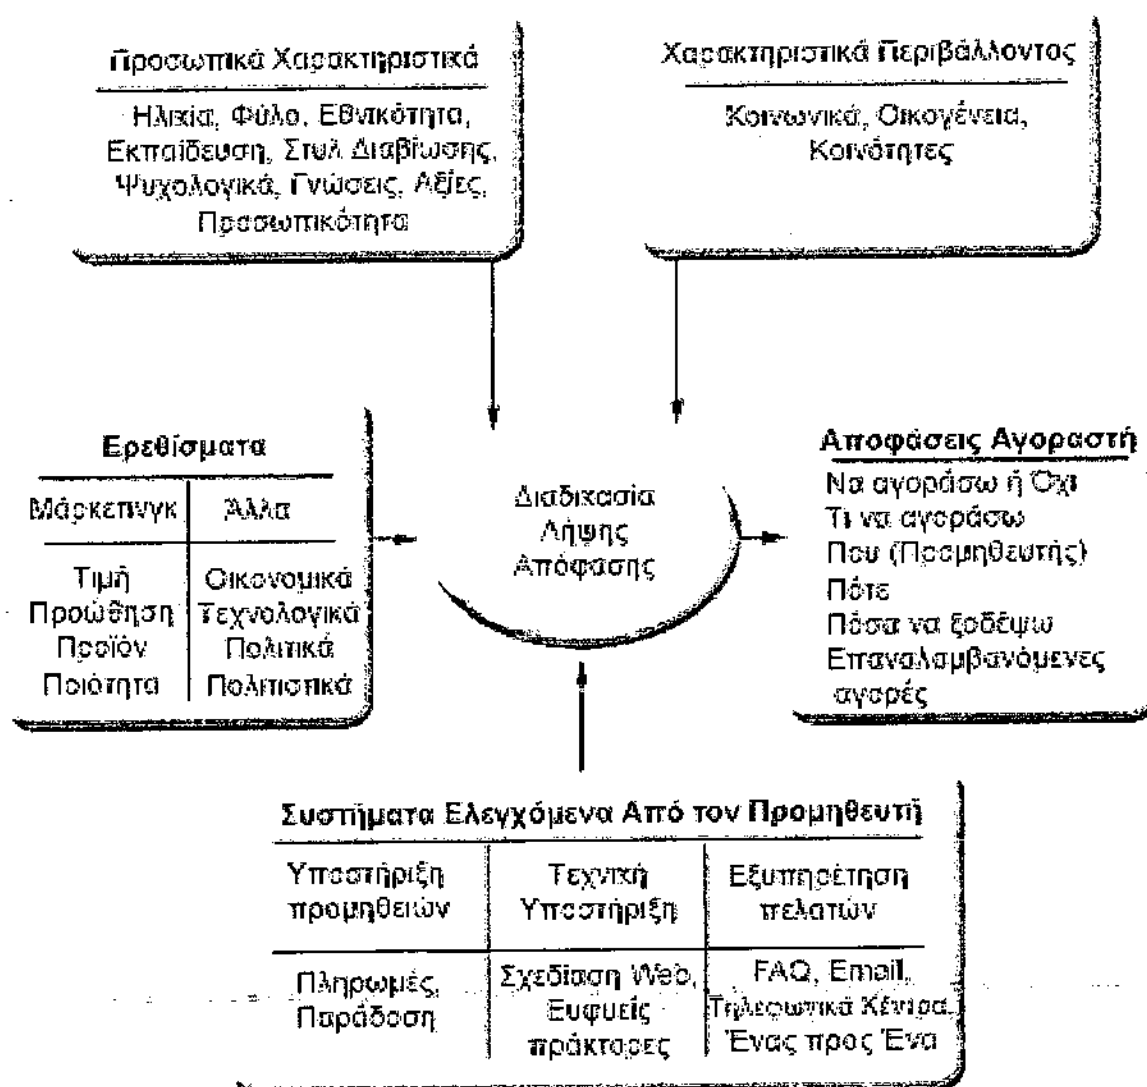 Προσωπικά Χαρακτηριστικά
Ηλικία, Φύλο, Εθνικότητα,
Εκπαίδευση, Στυλ Διαβίωσης,
Ψυχολογικά, Γνώσεις, Αξίες,
Προσωπικότητα
Χαρακτηριστικά Περιβάλλοντος
Κοινωνικά, Οικογένεια,
Κοινότητες
Ερεθίσματα
Μάρκετινγκ
Άλλα
Τιμή
Προώθηση
Προϊόν
Ποιότητα
Οικονομικά
Τεχνολογικά
Πολιτικά
Πολιτιστικά
Διαδικασία
Λήψης
Απόφασης
Αποφάσεις Αγοραστή
Να αγοράσω ή Όχι
Τι να αγοράσω
Που (Προμηθευτής)
Πότε
Πόσα να ξοδέψω
Επαναλαμβανόμενες
αγορές
Συστήματα Ελεγχόμενα Από τον Προμηθευτή
Υποστήριξη
προμηθειών
Πληρωμές,
Παράδοση
Τεχνική
Υποστήριξη
Σχεδίαση Web,
Ευφυείς
πράκτορες
Εξυπηρέτηση
πελατών
FAQ, Email,
Τηλεφωνικά Κέντρα,
Ένας προς Ένα